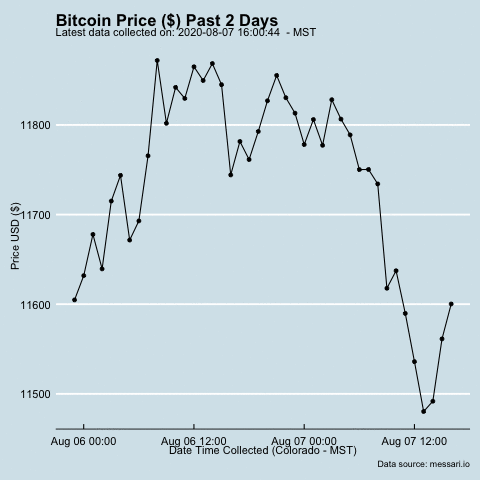 Bitcoin Price ($) Past 2 Days
Latest data collected on: 2020-08-07 16:00:44 - MST
11800
11700
11600
11500
Price USD ($)
Aug 06 00:00 Aug 06 12:00 Aug 07 00:00 Aug 07 12:00
Date Time Collected (Colorado - MST)
Data source: messari.io